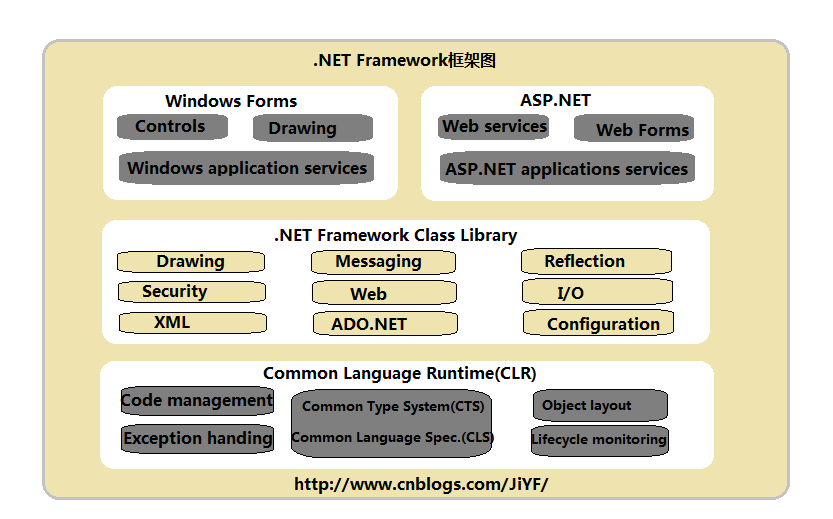 .NET Framework框架图
Windows Forms
Controls
Drawing
Windows application services
ASP.NET
Web services
Web Forms
ASP.NET applications services
.NET Framework Class Library
Drawing
Messaging
Reflection
Security
Web
I/O
XML
ADO.NET
Configuration
Common Language Runtime(CLR)
Code management
Common Type System(CTS)
Object layout
Exception handing
Common Language Spec.(CLS)
Lifecycle monitoring
http://www.cnblogs.com/JiYF/